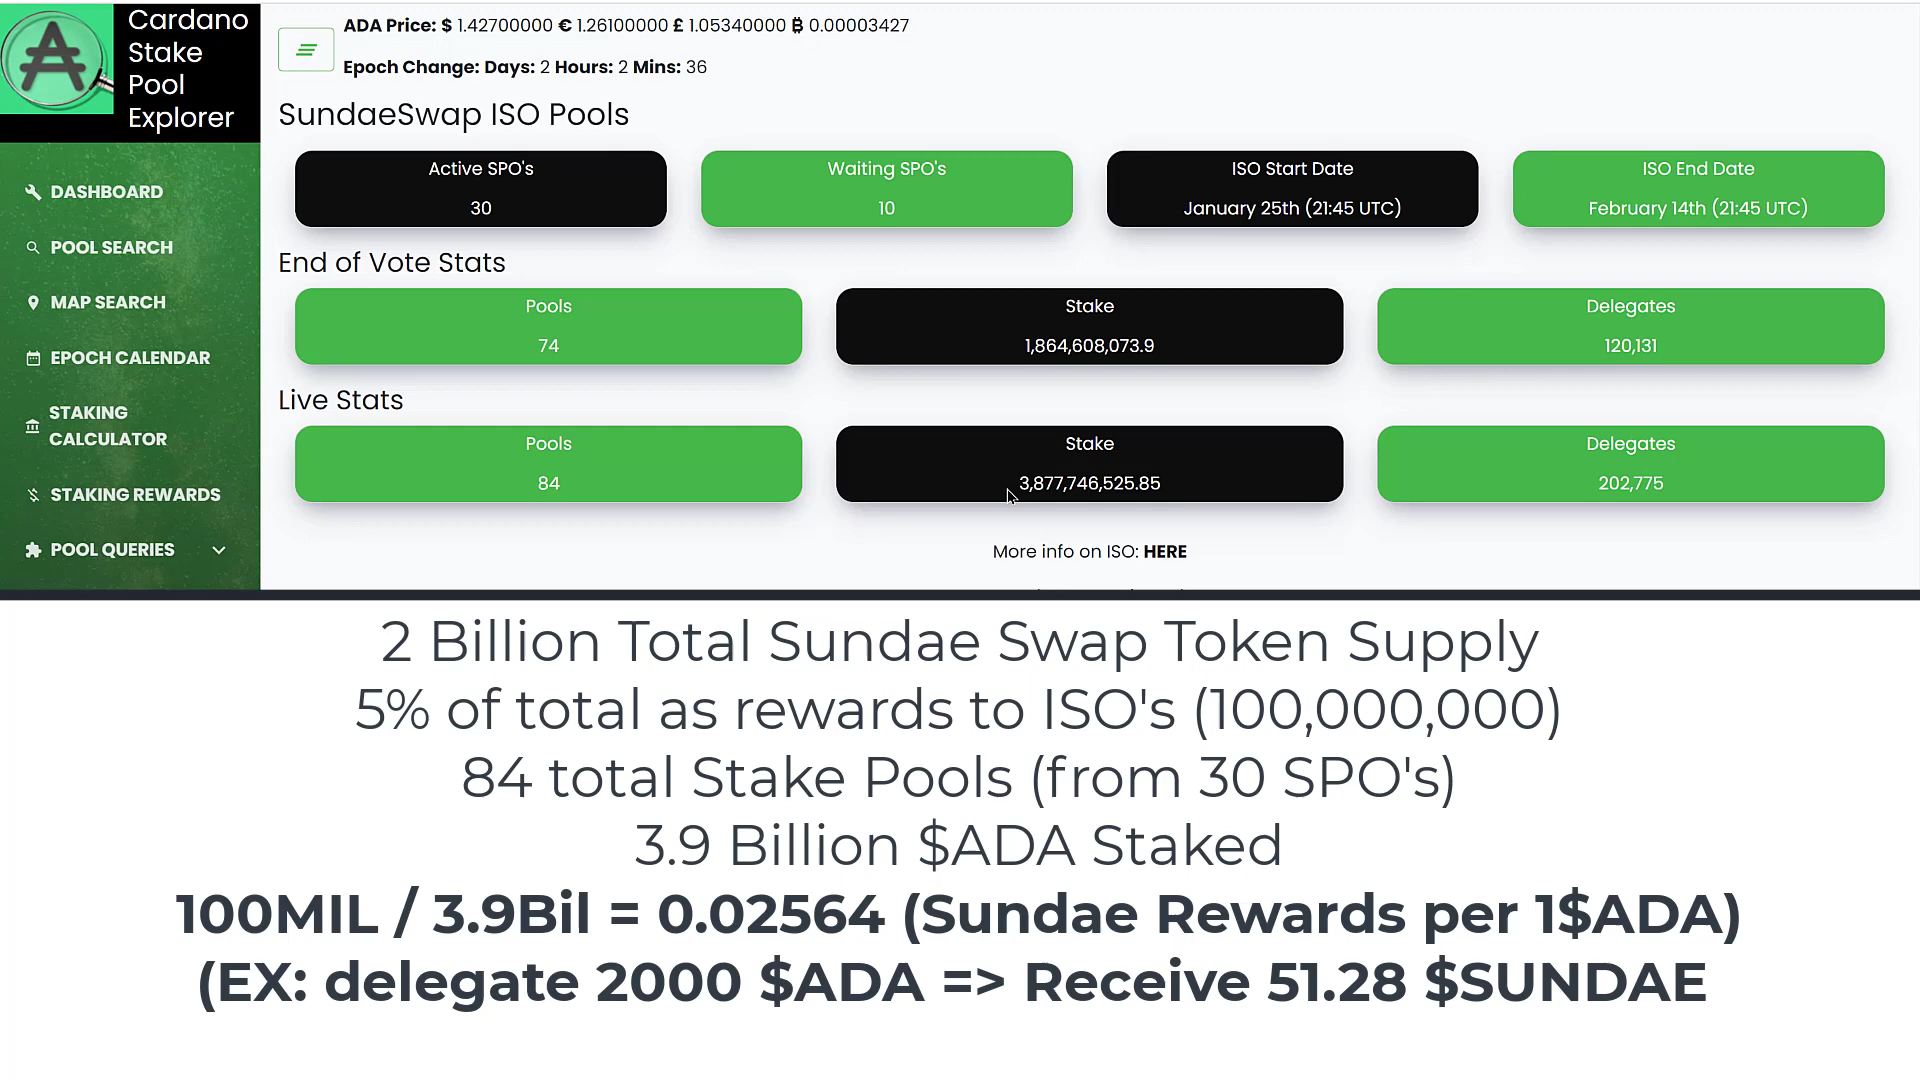 Cardano
Stake
Pool
Explorer
ADA Price: $ 1.42700000 € 1.26100000 £ 1.05340000 ₿ 0.00003427
Epoch Change: Days: 2 Hours: 2 Mins: 36
SundaeSwap ISO Pools
Active SPO's
30
Waiting SPO's
10
ISO Start Date
January 25th (21:45 UTC)
ISO End Date
February 14th (21:45 UTC)
End of Vote Stats
Pools
74
Stake
1,864,608,073.9
Delegates
120,131
Live Stats
Pools
84
Stake
3,877,746,525.85
Delegates
202,775
More info on ISO: HERE
DASHBOARD
POOL SEARCH
MAP SEARCH
EPOCH CALENDAR
STAKING
CALCULATOR
STAKING REWARDS
POOL QUERIES
2 Billion Total Sundae Swap Token Supply
5% of total as rewards to ISO's (100,000,000)
84 total Stake Pools (from 30 SPO's)
3.9 Billion $ADA Staked
100MIL / 3.9Bil = 0.02564 (Sundae Rewards per 1$ADA)
(EX: delegate 2000 $ADA => Receive 51.28 $SUNDAE